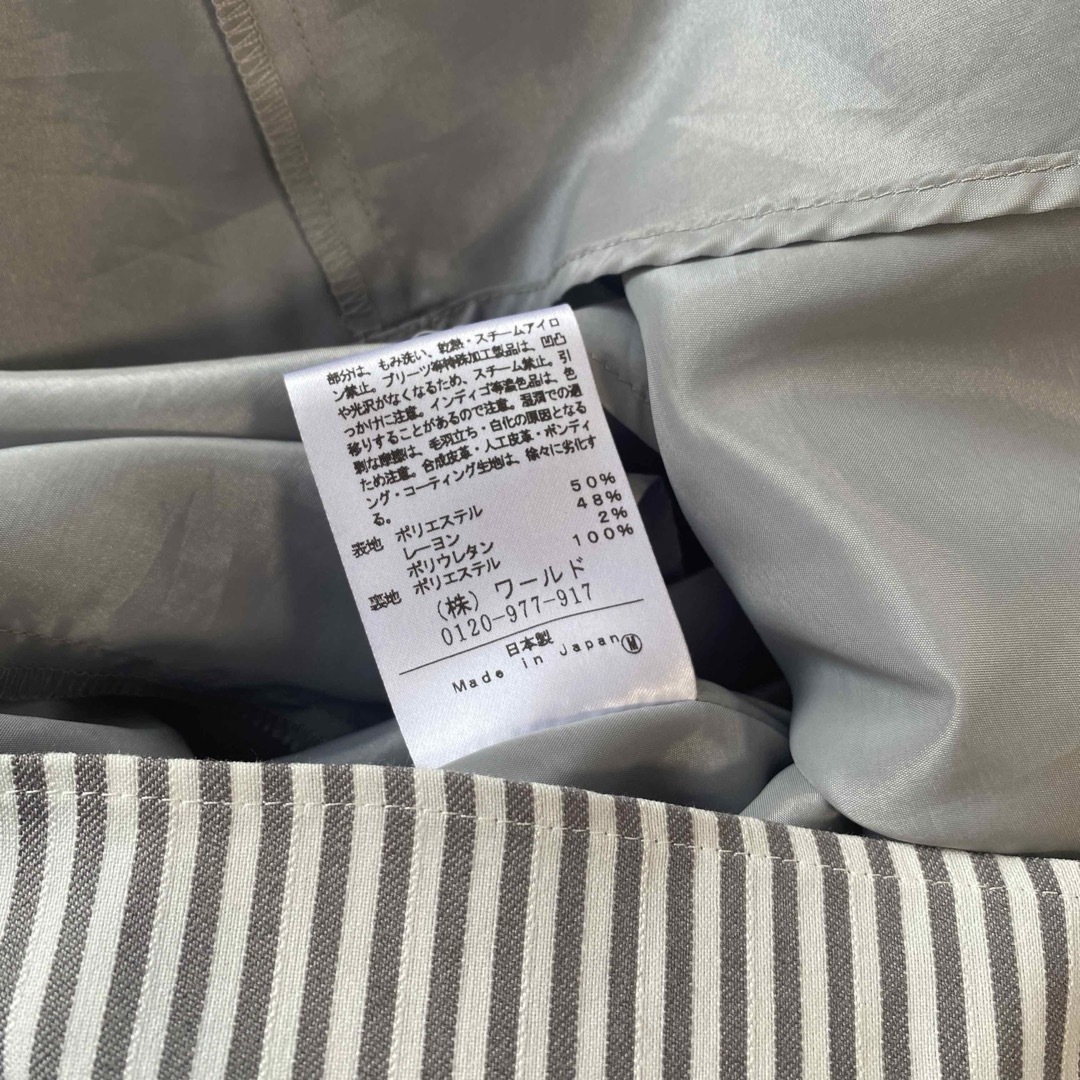 部分は、もみ洗い、乾熱・スチームアイロ
ン禁止。プリーツ等特殊加工製品は、凹凸
や光沢がなくなるため、スチーム禁止。引
っかけに注意。インディゴ等濃色品は、色
移りすることがあるので注意。湿潤での過
剰な摩擦は、毛羽立ち・白化の原因となる
ため注意。合成皮革・人工皮革・ボンディ
ング・コーティング生地は、徐々に劣化す
る。
表地 ポリエステル 50%
レーヨン 48%
ポリウレタン 2%
裏地 ポリエステル 100%
(株)ワールド
0120-977-917
日本製
Made in Japan Ⓜ